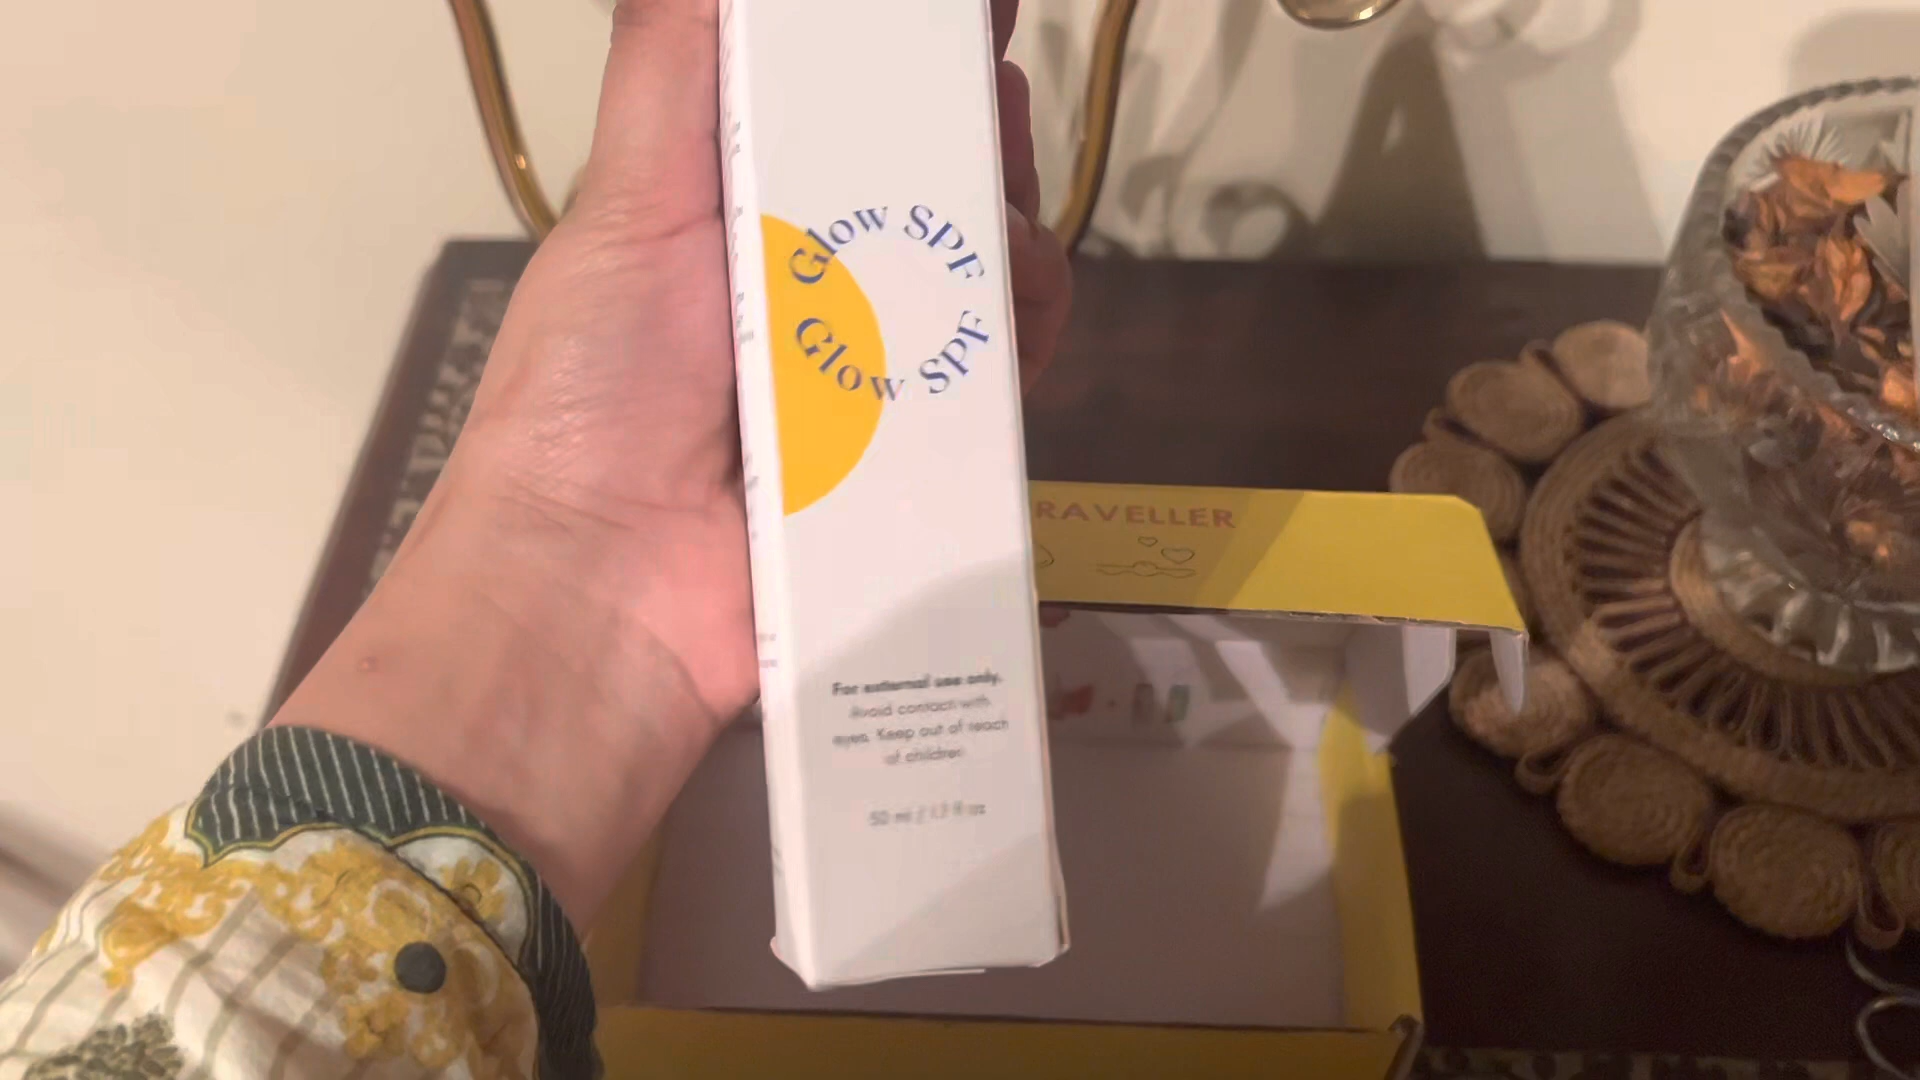 Glow SPF
Glow SPF
RAVELLER
For external use only.
Avoid contact with
eyes. Keep out of reach
of children
50 ml / 1.7 fl oz